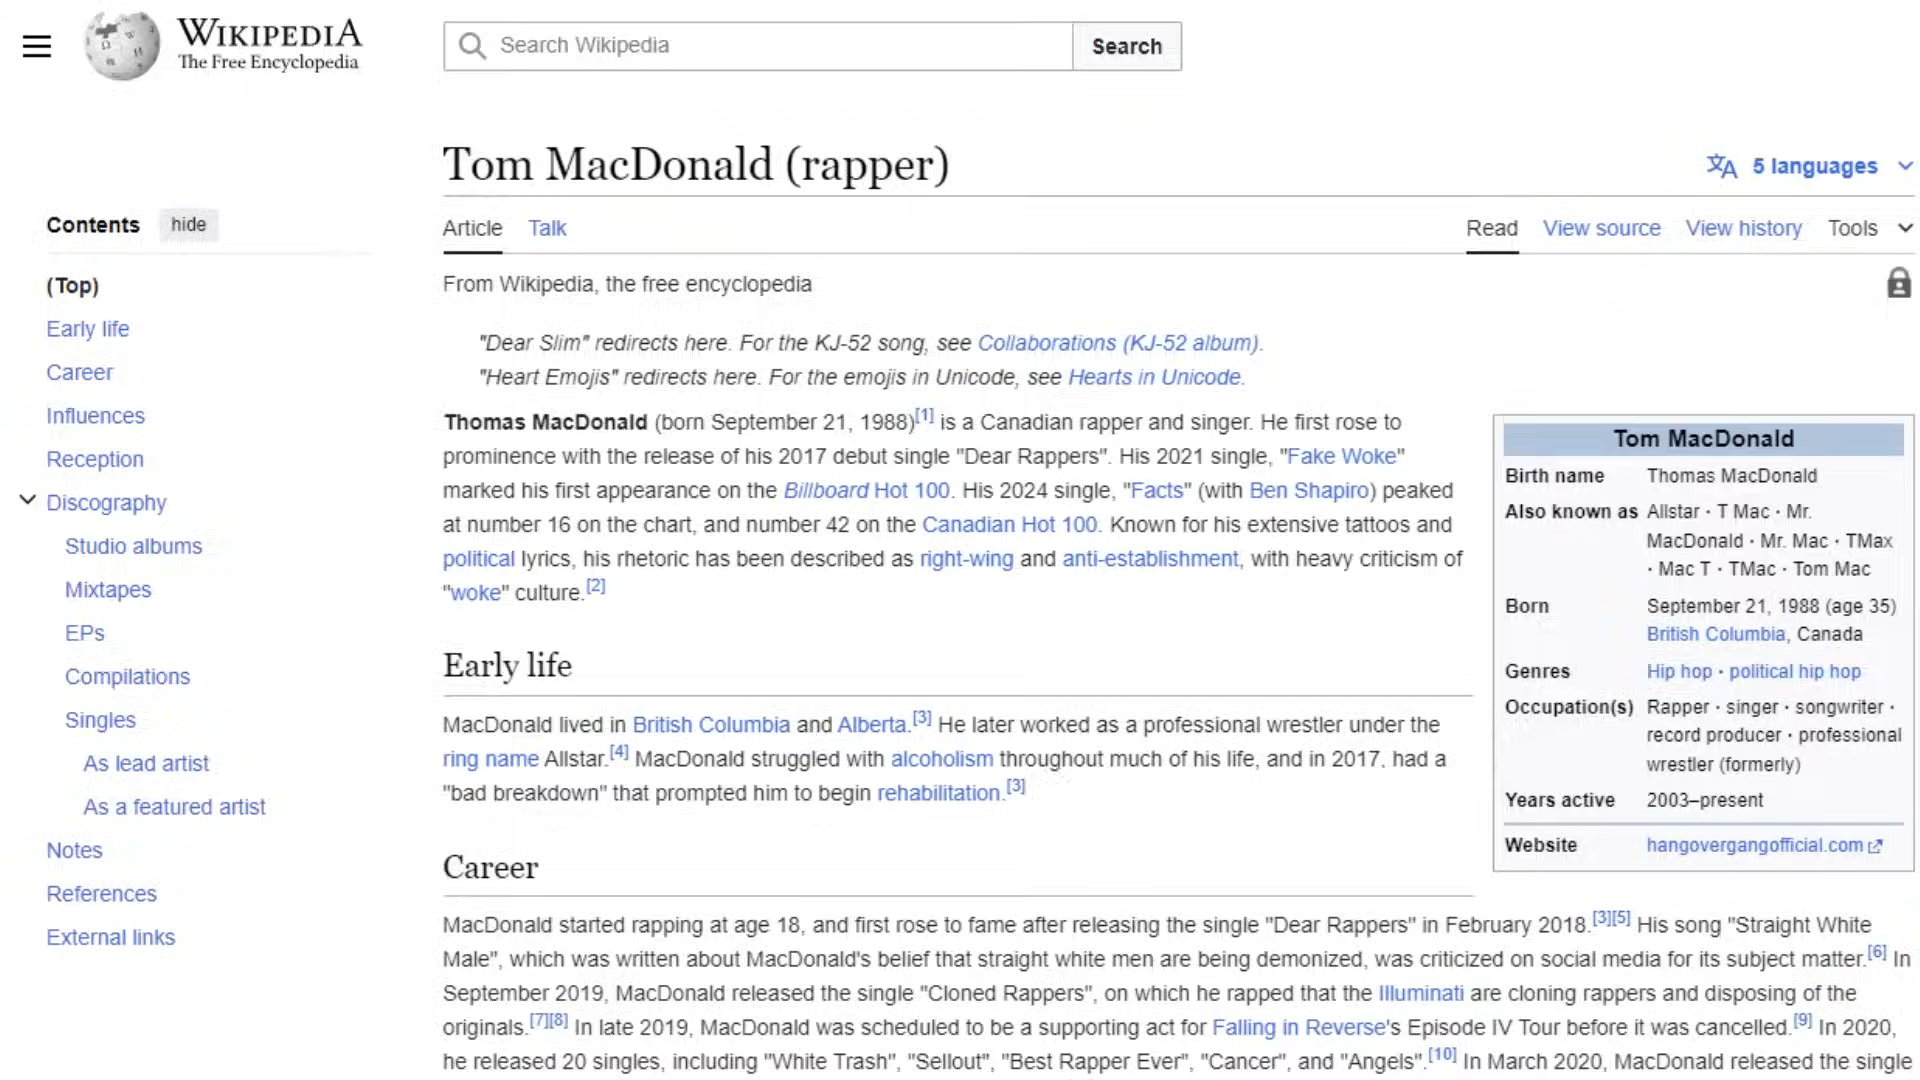 WIKIPEDIA
The Free Encyclopedia
Search Wikipedia
Search
Tom MacDonald (rapper)
5 languages
Contents
hide
(Top)
Early life
Career
Influences
Reception
Discography
Studio albums
Mixtapes
EPs
Compilations
Singles
As lead artist
As a featured artist
Notes
References
External links
Article
Talk
Read
View source
View history
Tools
From Wikipedia, the free encyclopedia
"Dear Slim" redirects here. For the KJ-52 song, see Collaborations (KJ-52 album).
"Heart Emojis" redirects here. For the emojis in Unicode, see Hearts in Unicode.
Thomas MacDonald (born September 21, 1988)[1] is a Canadian rapper and singer. He first rose to
prominence with the release of his 2017 debut single "Dear Rappers". His 2021 single, "Fake Woke"
marked his first appearance on the Billboard Hot 100. His 2024 single, "Facts" (with Ben Shapiro) peaked
at number 16 on the chart, and number 42 on the Canadian Hot 100. Known for his extensive tattoos and
political lyrics, his rhetoric has been described as right-wing and anti-establishment, with heavy criticism of
"woke" culture.[2]
Tom MacDonald
Birth name Thomas MacDonald
Also known as Allstar · T Mac · Mr.
MacDonald · Mr. Mac · TMax
· Mac T · TMac · Tom Mac
Born September 21, 1988 (age 35)
British Columbia, Canada
Genres Hip hop · political hip hop
Occupation(s) Rapper · singer · songwriter ·
record producer · professional
wrestler (formerly)
Years active 2003–present
Website hangovergangofficial.com
Early life
MacDonald lived in British Columbia and Alberta.[3] He later worked as a professional wrestler under the
ring name Allstar.[4] MacDonald struggled with alcoholism throughout much of his life, and in 2017, had a
"bad breakdown" that prompted him to begin rehabilitation.[3]
Career
MacDonald started rapping at age 18, and first rose to fame after releasing the single "Dear Rappers" in February 2018.[3][5] His song "Straight White
Male", which was written about MacDonald's belief that straight white men are being demonized, was criticized on social media for its subject matter.[6] In
September 2019, MacDonald released the single "Cloned Rappers", on which he rapped that the Illuminati are cloning rappers and disposing of the
originals.[7][8] In late 2019, MacDonald was scheduled to be a supporting act for Falling in Reverse's Episode IV Tour before it was cancelled.[9] In 2020,
he released 20 singles, including "White Trash", "Sellout", "Best Rapper Ever", "Cancer", and "Angels".[10] In March 2020, MacDonald released the single